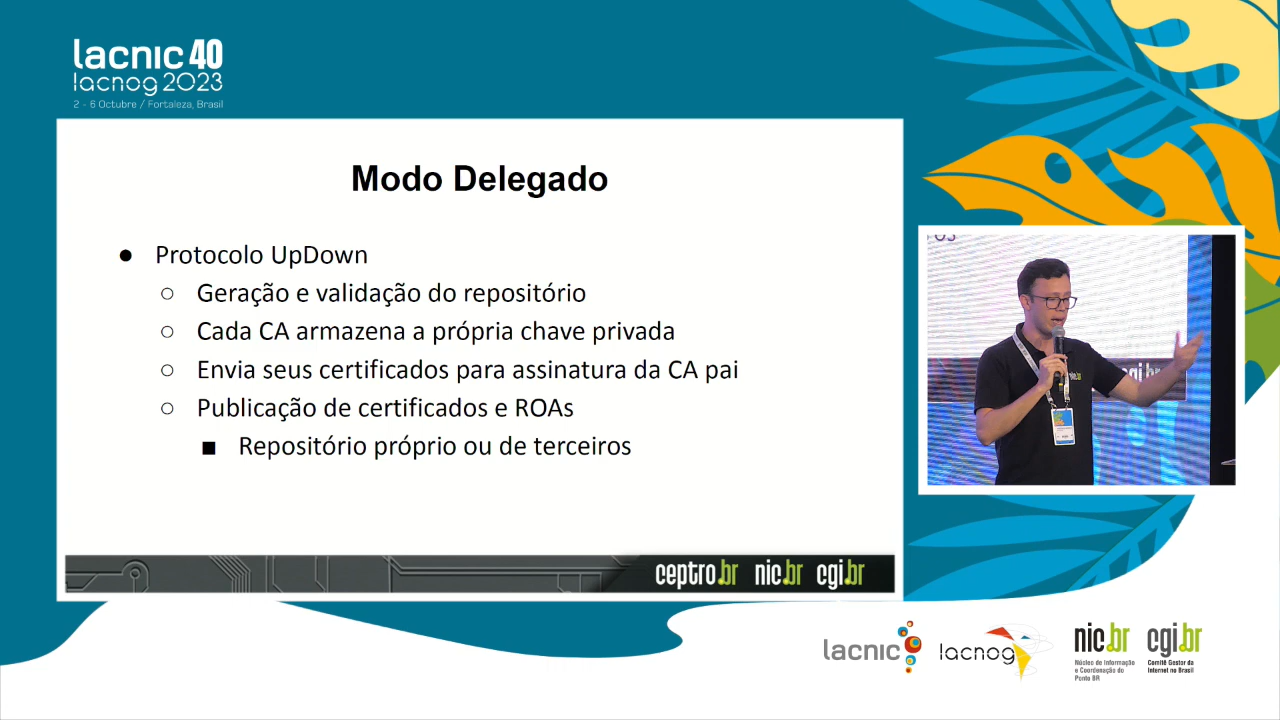 lacnic 40
lacnog 2023
2 - 6 Octubre / Fortaleza, Brasil
Modo Delegado
● Protocolo UpDown
○ Geração e validação do repositório
○ Cada CA armazena a própria chave privada
○ Envia seus certificados para assinatura da CA pai
○ Publicação de certificados e ROAs
■ Repositório próprio ou de terceiros
ceptro.br nic.br cgi.br
lacnic
lacnog
nic.br
Núcleo de Informação
e Coordenação do
Ponto BR
cgi.br
Comitê Gestor da
Internet no Brasil